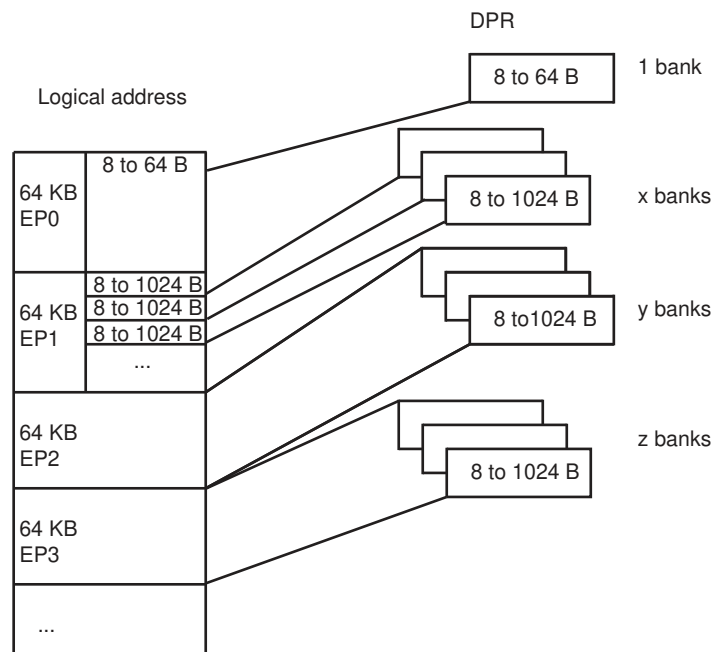 DPR
8 to 64 B
1 bank
Logical address
64 KB
EP0
8 to 64 B
8 to 1024 B
x banks
64 KB
EP1
8 to 1024 B
8 to 1024 B
8 to 1024 B
...
8 to1024 B
y banks
64 KB
EP2
8 to 1024 B
z banks
64 KB
EP3
...